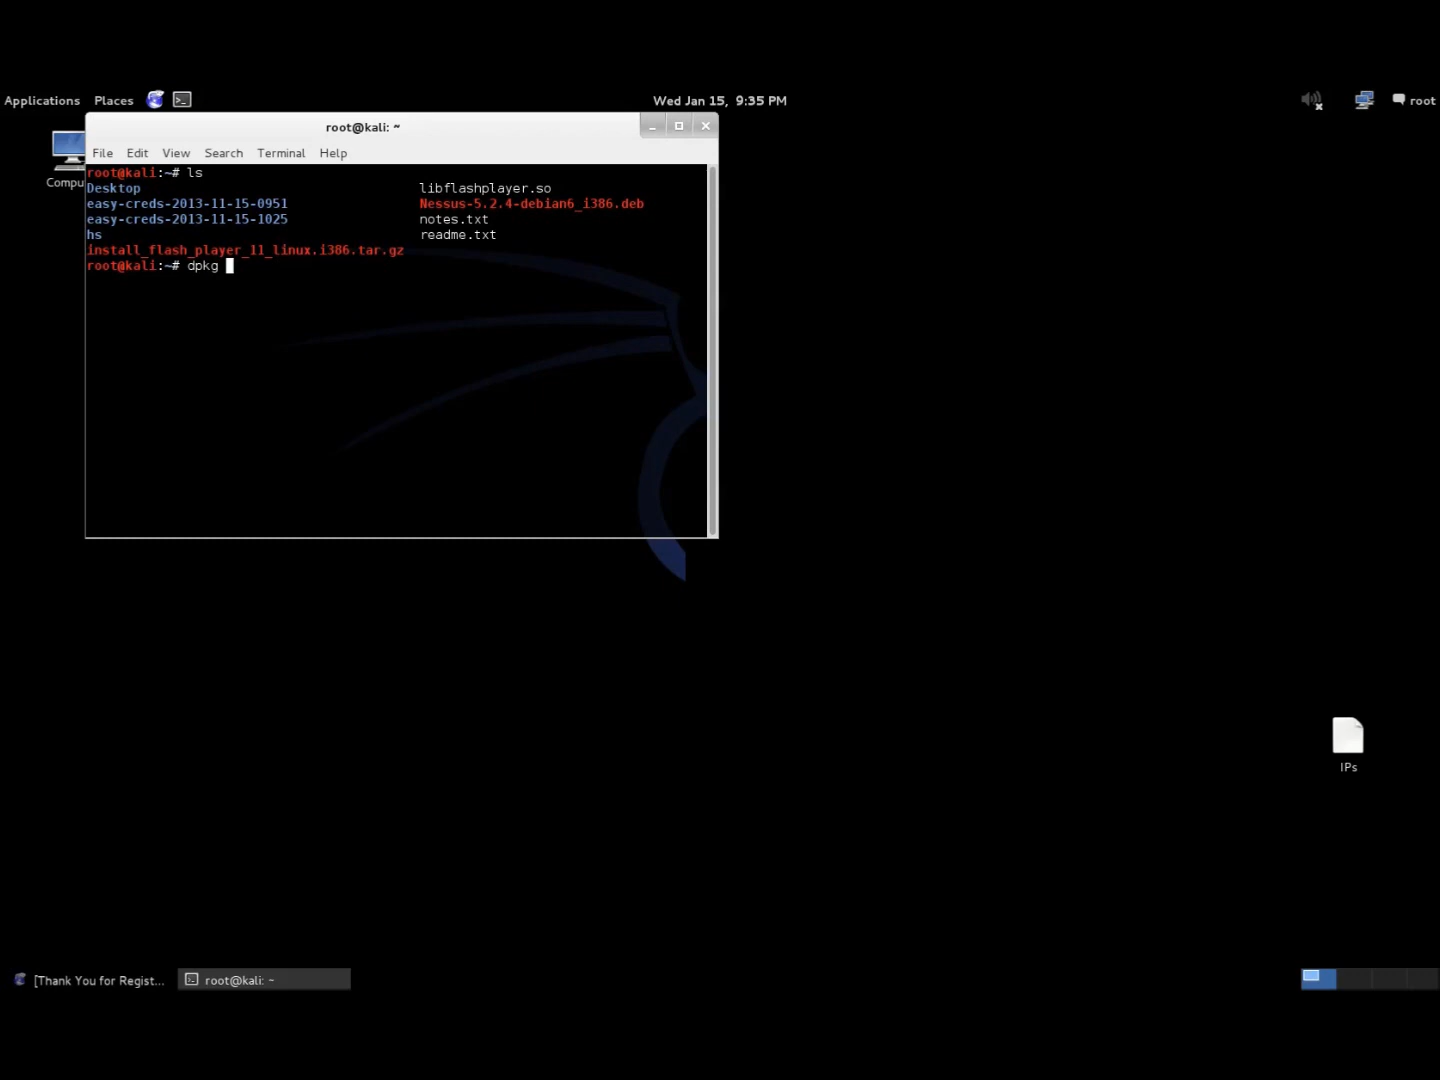 Applications Places Wed Jan 15, 9:35 PM root
root@kali: ~
File Edit View Search Terminal Help
Compu
root@kali:~# ls
Desktop libflashplayer.so
easy-creds-2013-11-15-0951 Nessus-5.2.4-debian6_i386.deb
easy-creds-2013-11-15-1025 notes.txt
hs readme.txt
install_flash_player_11_linux.i386.tar.gz
root@kali:~# dpkg
IPs
[Thank You for Regist... root@kali: ~